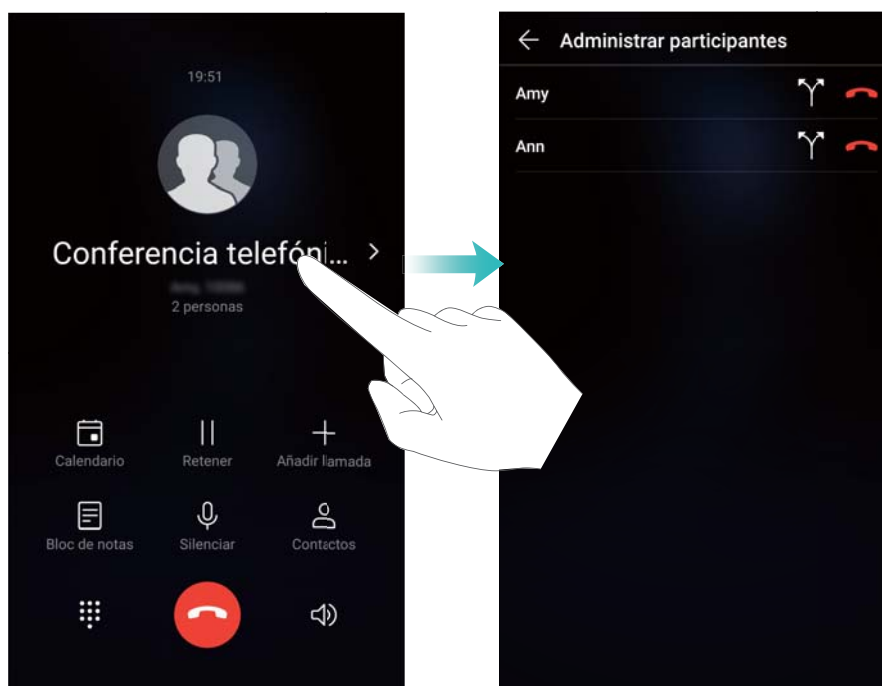 19:51
Conferencia telefóni...
2 personas
Calendario
Retener
Añadir llamada
Bloc de notas
Silenciar
Contactos
Administrar participantes
Amy
Ann